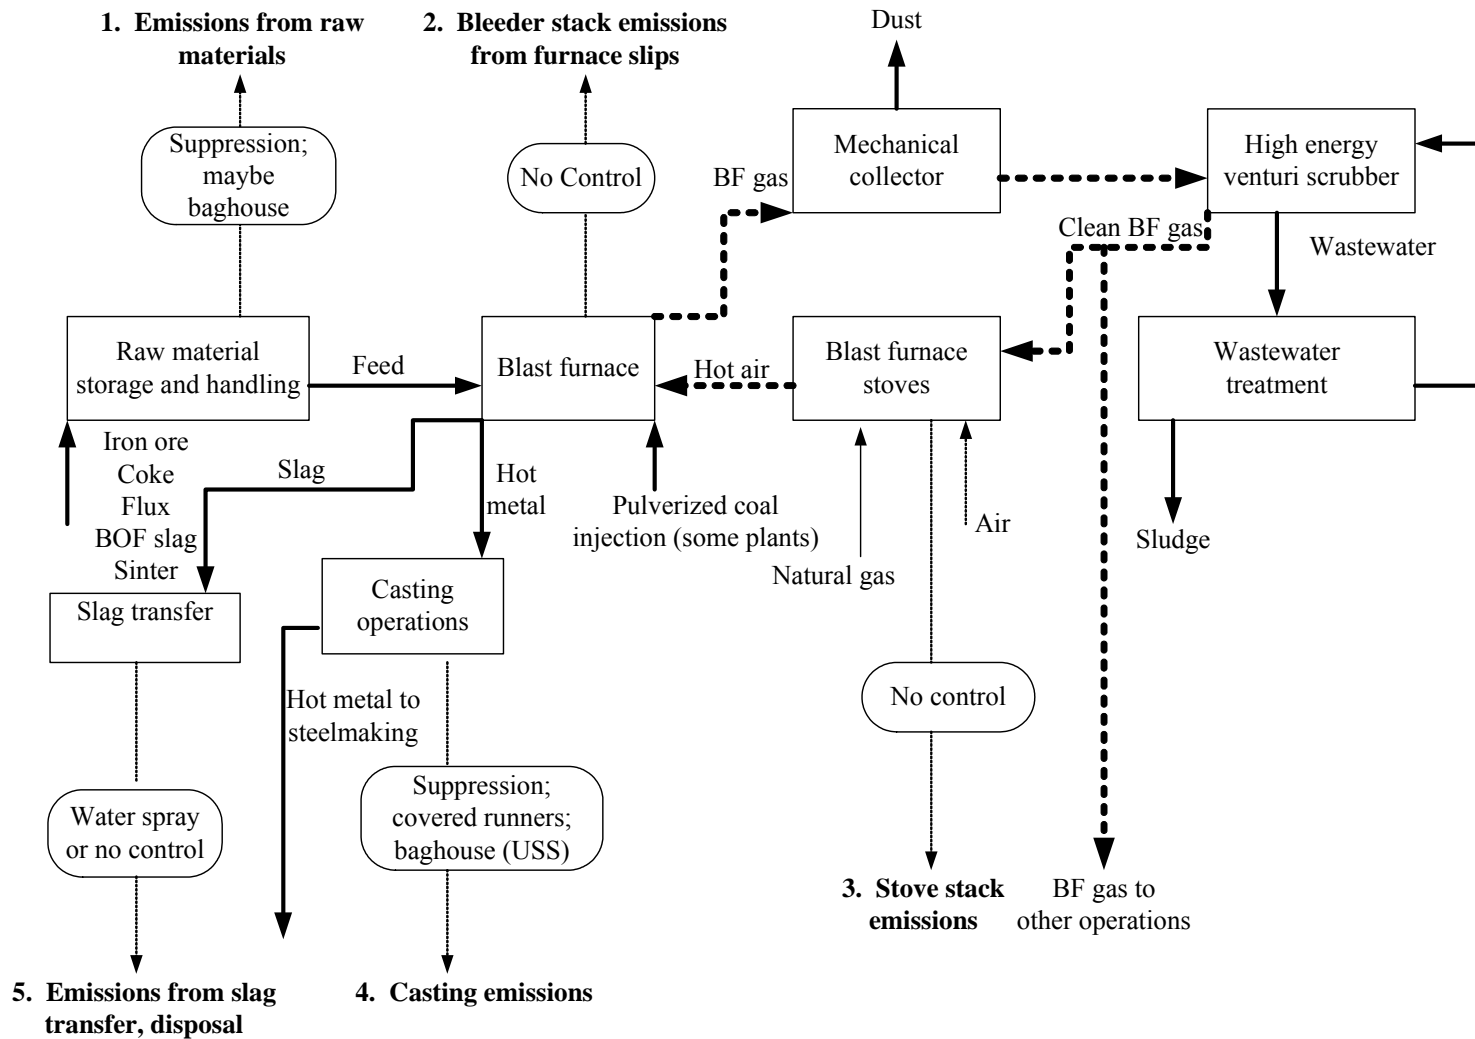 1. Emissions from raw
materials
2. Bleeder stack emissions
from furnace slips
Dust
Suppression;
maybe
baghouse
No Control
BF gas
Mechanical
collector
High energy
venturi scrubber
Clean BF gas
Wastewater
Raw material
storage and handling
Feed
Blast furnace
Hot air
Blast furnace
stoves
Wastewater
treatment
Iron ore
Coke
Flux
BOF slag
Sinter
Slag
Hot
metal
Pulverized coal
injection (some plants)
Natural gas
Air
Sludge
Slag transfer
Casting
operations
Hot metal to
steelmaking
No control
Water spray
or no control
Suppression;
covered runners;
baghouse (USS)
3. Stove stack
emissions
BF gas to
other operations
5. Emissions from slag
transfer, disposal
4. Casting emissions